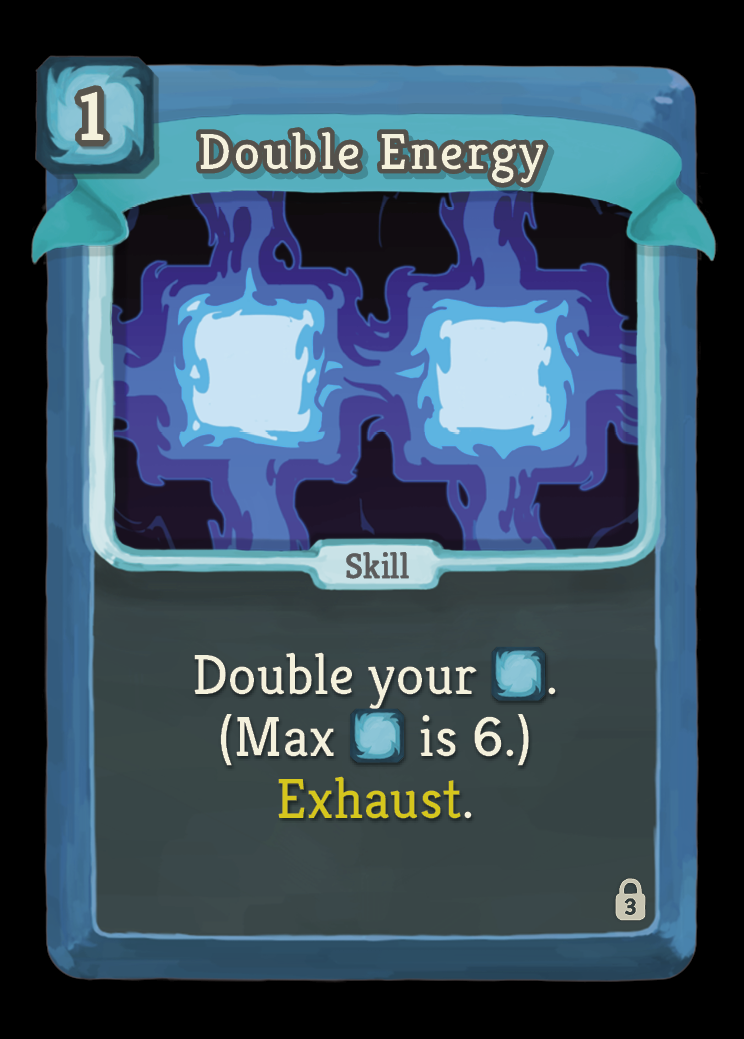 1
Double Energy
Skill
Double your .
(Max is 6.)
Exhaust.
3